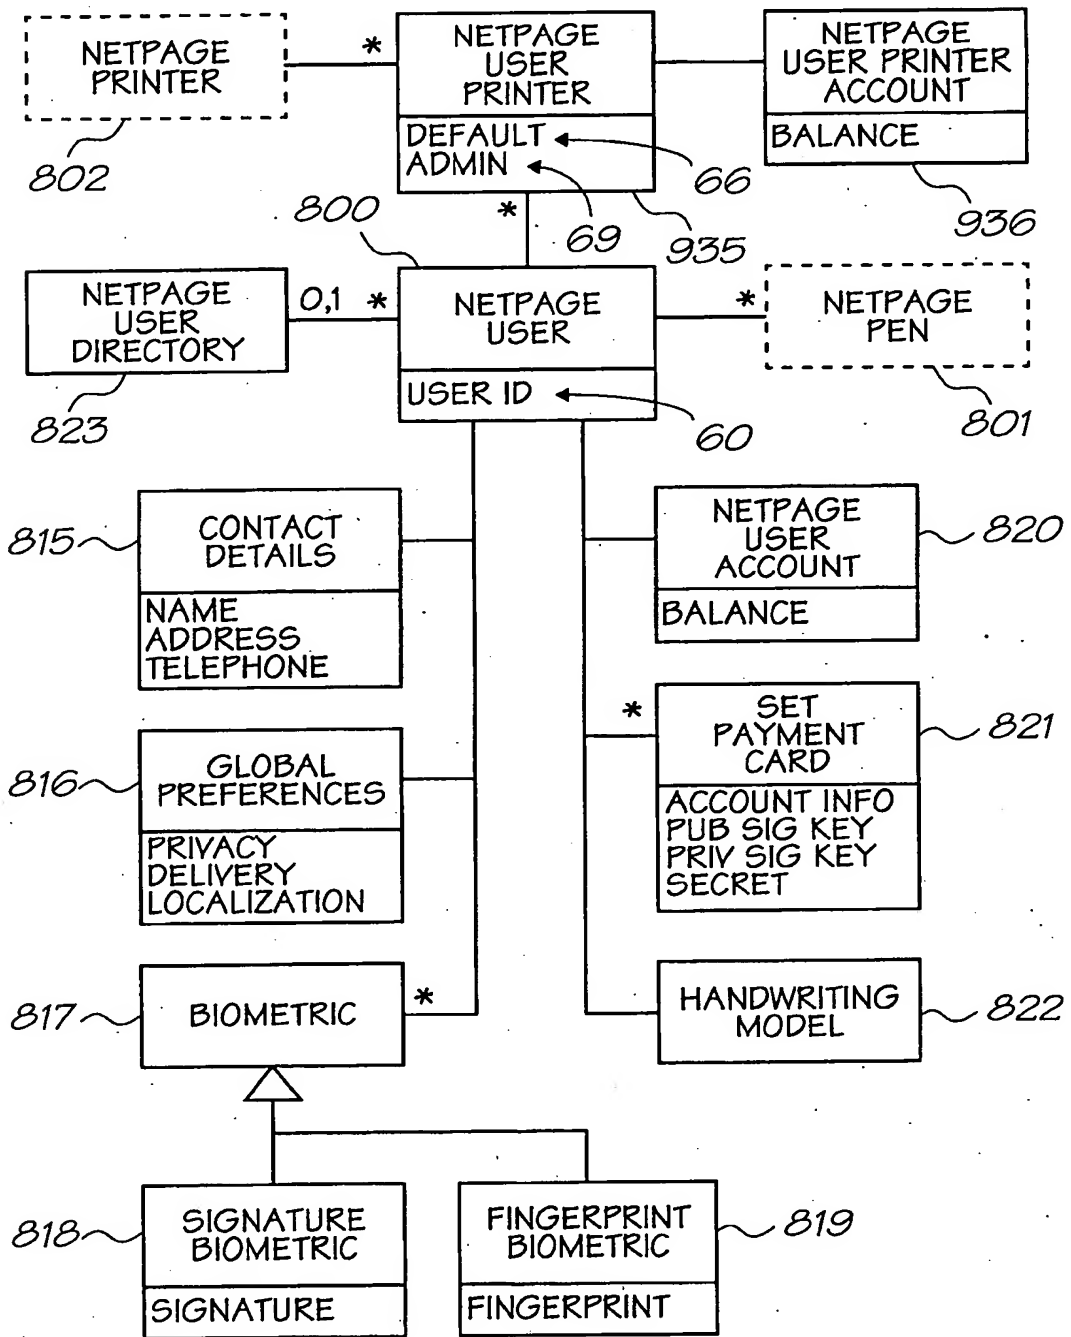 NETPAGE
PRINTER
802
*
NETPAGE
USER
PRINTER
DEFAULT
ADMIN
66
69
935
NETPAGE
USER PRINTER
ACCOUNT
BALANCE
936
800
*
NETPAGE
USER
DIRECTORY
823
0,1 *
NETPAGE
USER
USER ID
60
*
NETPAGE
PEN
801
815
CONTACT
DETAILS
NAME
ADDRESS
TELEPHONE
NETPAGE
USER
ACCOUNT
BALANCE
820
816
GLOBAL
PREFERENCES
PRIVACY
DELIVERY
LOCALIZATION
*
SET
PAYMENT
CARD
ACCOUNT INFO
PUB SIG KEY
PRIV SIG KEY
SECRET
821
817
BIOMETRIC
*
HANDWRITING
MODEL
822
818
SIGNATURE
BIOMETRIC
SIGNATURE
FINGERPRINT
BIOMETRIC
FINGERPRINT
819